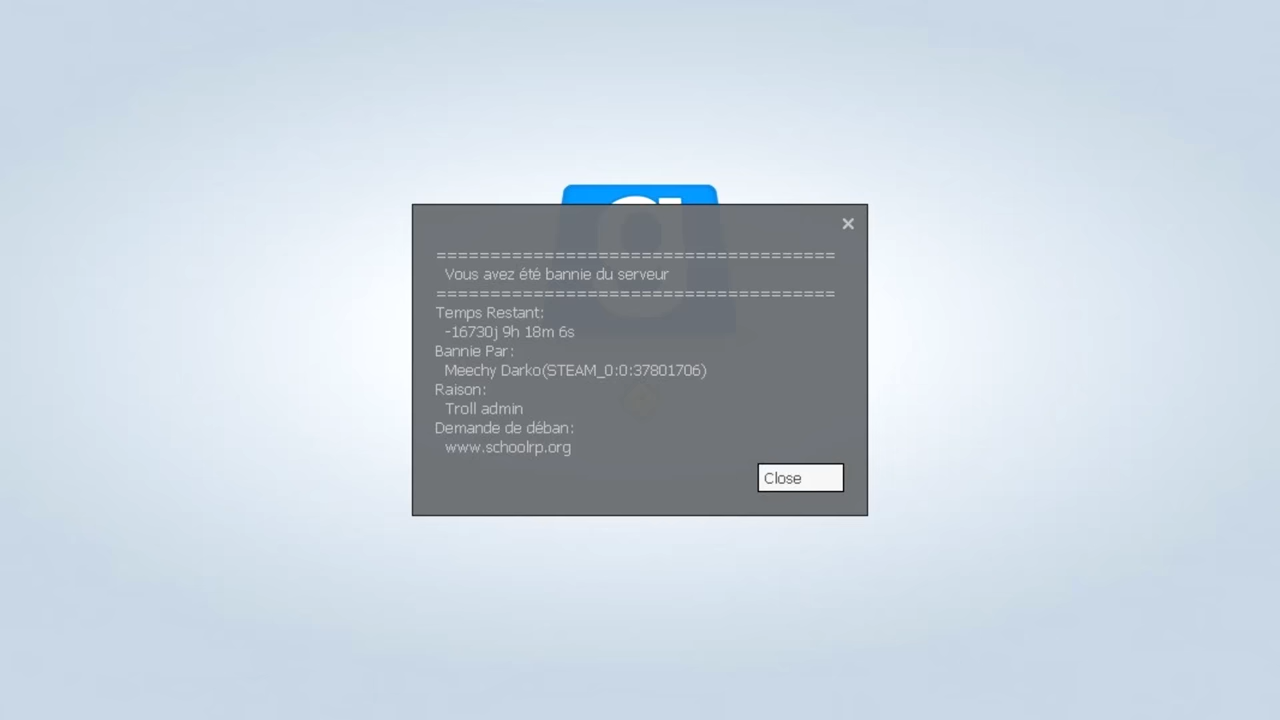 =====================================
Vous avez été bannie du serveur
=====================================
Temps Restant:
-16730j 9h 18m 6s
Bannie Par:
Meechy Darko(STEAM_0:0:37801706)
Raison:
Troll admin
Demande de déban:
www.schoolrp.org
Close